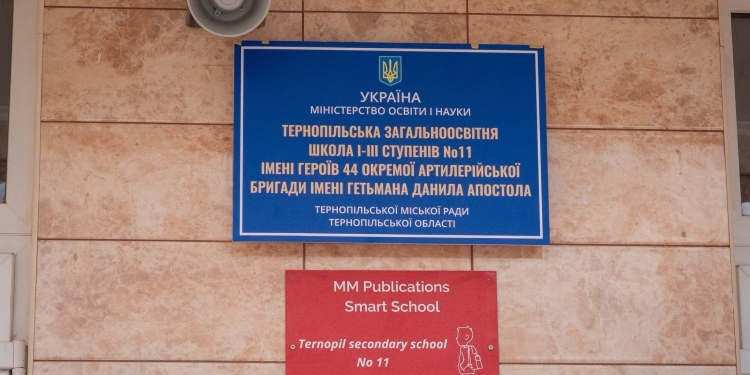 УКРАЇНА
МІНІСТЕРСТВО ОСВІТИ І НАУКИ
ТЕРНОПІЛЬСЬКА ЗАГАЛЬНООСВІТНЯ
ШКОЛА І-ІІІ СТУПЕНІВ №11
ІМЕНІ ГЕРОЇВ 44 ОКРЕМОЇ АРТИЛЕРІЙСЬКОЇ
БРИГАДИ ІМЕНІ ГЕТЬМАНА ДАНИЛА АПОСТОЛА
ТЕРНОПІЛЬСЬКОЇ МІСЬКОЇ РАДИ
ТЕРНОПІЛЬСЬКОЇ ОБЛАСТІ
MM Publications
Smart School
Ternopil secondary school
No 11